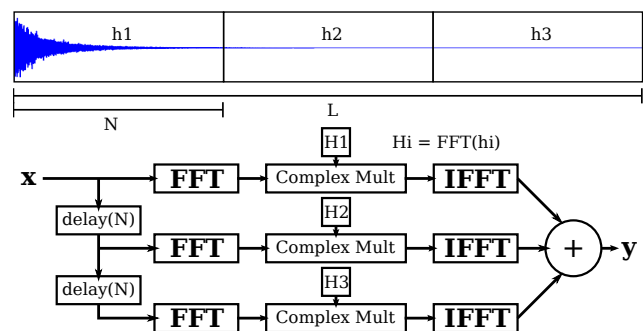 h1 h2 h3
L
N
H1 Hi = FFT(hi)
x FFT Complex Mult IFFT
delay(N)
H2
FFT Complex Mult IFFT + y
delay(N)
H3
FFT Complex Mult IFFT